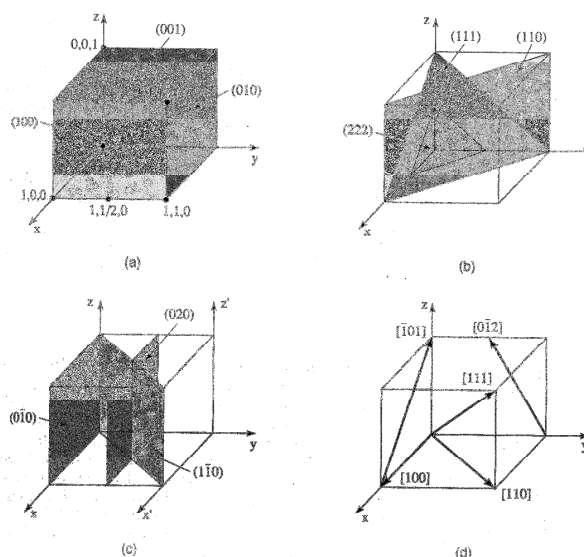 z
0,0,1
(001)
(010)
(100)
y
1,0,0
1,1/2,0
1,1,0
x
(a)
z
(111)
(110)
(222)
y
x
(b)
z
z'
(020)
(01̄0)
y
(11̄0)
x
x'
(c)
z
[1̄01]
[01̄2]
[111]
y
[100]
[110]
x
(d)